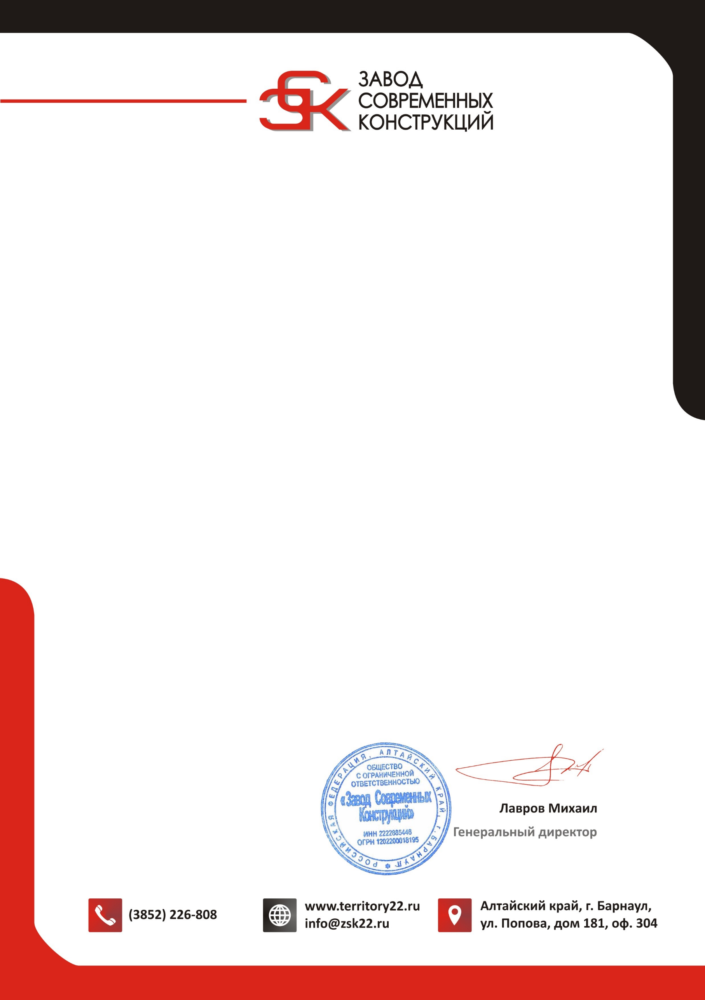 ЗСК
ЗАВОД
СОВРЕМЕННЫХ
КОНСТРУКЦИЙ
РОССИЙСКАЯ ФЕДЕРАЦИЯ, АЛТАЙСКИЙ КРАЙ, г. БАРНАУЛ
ОБЩЕСТВО
С ОГРАНИЧЕННОЙ
ОТВЕТСТВЕННОСТЬЮ
«Завод Современных
Конструкций»
ИНН 2222885446
ОГРН 1202200018195
Лавров Михаил
Генеральный директор
(3852) 226-808
www.territory22.ru
info@zsk22.ru
Алтайский край, г. Барнаул,
ул. Попова, дом 181, оф. 304